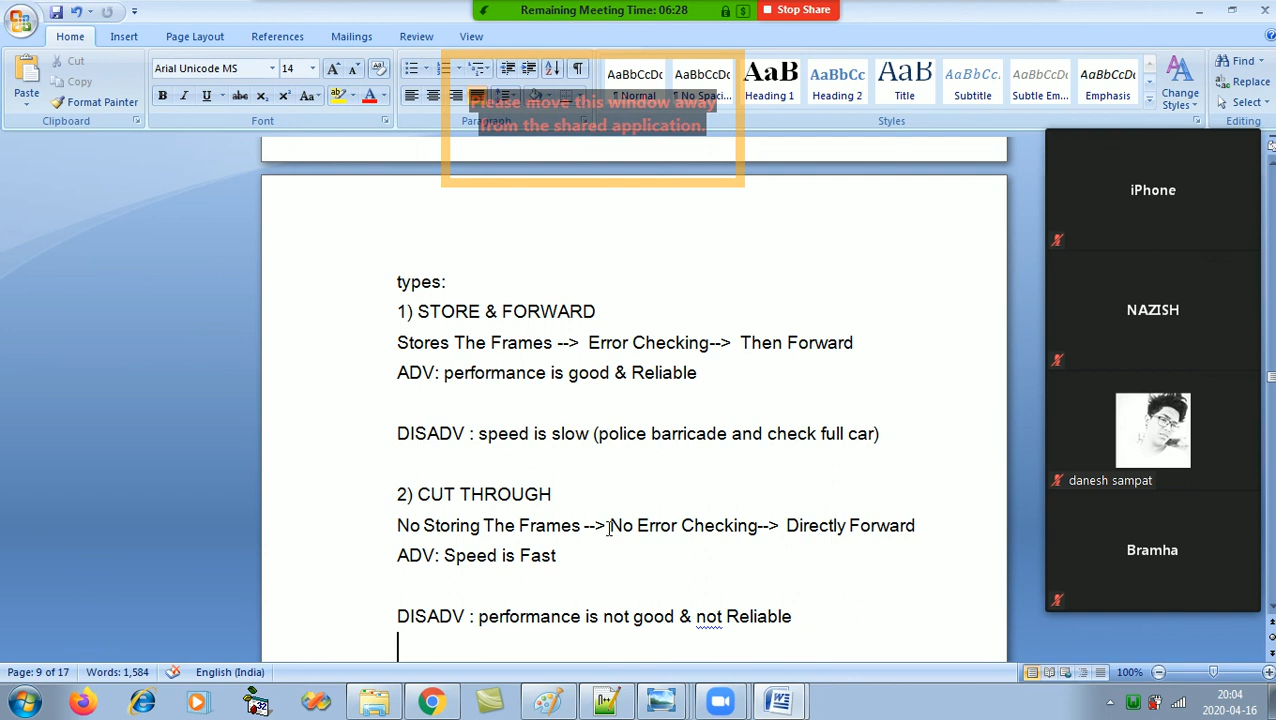 Remaining Meeting Time: 06:28
Stop Share
Home Insert Page Layout References Mailings Review View
Paste
Cut
Copy
Format Painter
Clipboard
Arial Unicode MS 14
Font
Please move this window away
from the shared application.
Paragraph
AaBbCcDc AaBbCcDc AaB AaBbCc AaB AaBbCc. AaBbCcDc AaBbCcDc
¶ Normal ¶ No Spaci... Heading 1 Heading 2 Title Subtitle Subtle Em... Emphasis
Styles
Change
Styles
Find
Replace
Select
Editing
types:
1) STORE & FORWARD
Stores The Frames --> Error Checking--> Then Forward
ADV: performance is good & Reliable
DISADV : speed is slow (police barricade and check full car)
2) CUT THROUGH
No Storing The Frames --> No Error Checking--> Directly Forward
ADV: Speed is Fast
DISADV : performance is not good & not Reliable
iPhone
NAZISH
danesh sampat
Bramha
Page: 9 of 17 Words: 1,584 English (India) 100%
20:04
2020-04-16